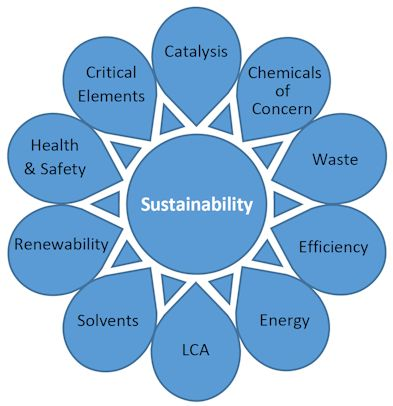 Catalysis
Chemicals
of
Concern
Waste
Efficiency
Energy
LCA
Solvents
Renewability
Health
& Safety
Critical
Elements
Sustainability